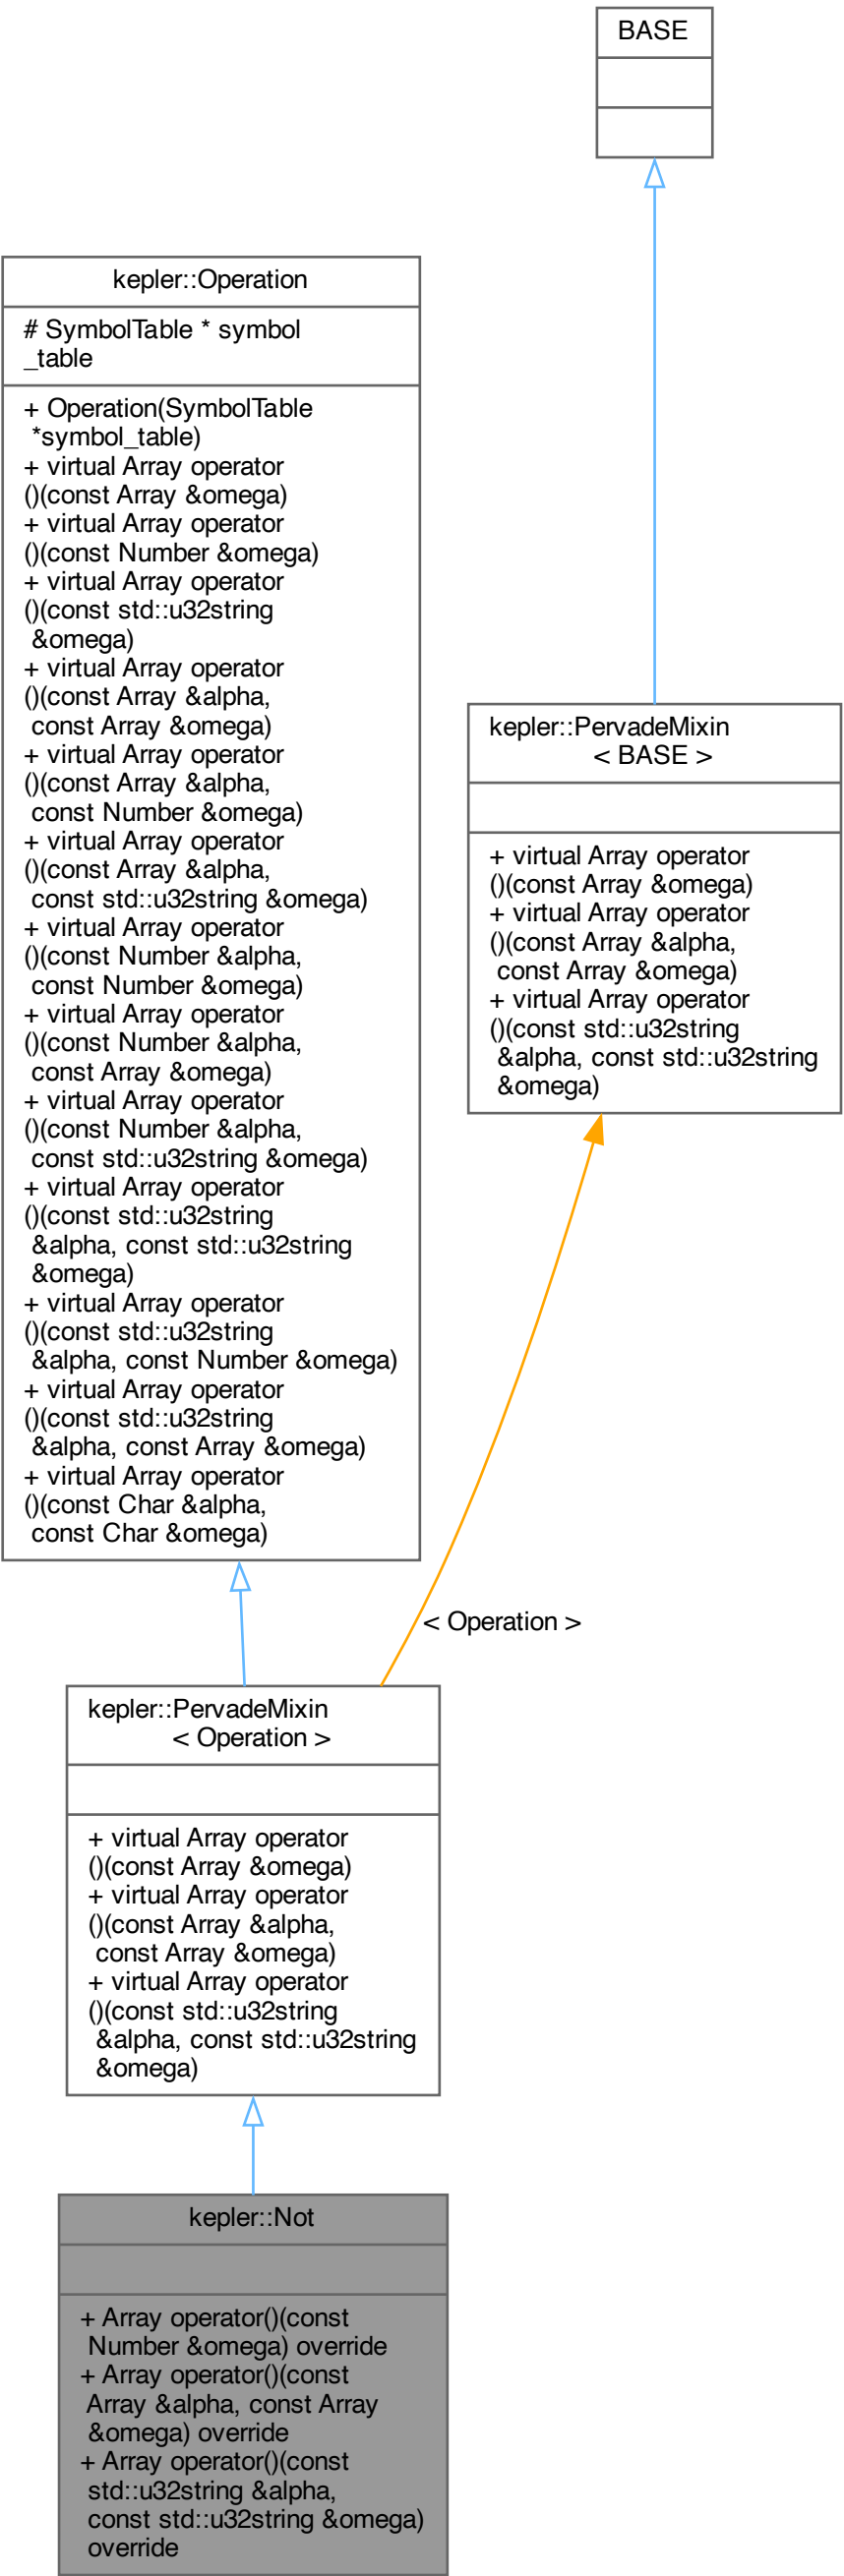 BASE
kepler::Operation
# SymbolTable * symbol
_table
+ Operation(SymbolTable
*symbol_table)
+ virtual Array operator
()(const Array &omega)
+ virtual Array operator
()(const Number &omega)
+ virtual Array operator
()(const std::u32string
&omega)
+ virtual Array operator
()(const Array &alpha,
const Array &omega)
+ virtual Array operator
()(const Array &alpha,
const Number &omega)
+ virtual Array operator
()(const Array &alpha,
const std::u32string &omega)
+ virtual Array operator
()(const Number &alpha,
const Number &omega)
+ virtual Array operator
()(const Number &alpha,
const Array &omega)
+ virtual Array operator
()(const Number &alpha,
const std::u32string &omega)
+ virtual Array operator
()(const std::u32string
&alpha, const std::u32string
&omega)
+ virtual Array operator
()(const std::u32string
&alpha, const Number &omega)
+ virtual Array operator
()(const std::u32string
&alpha, const Array &omega)
+ virtual Array operator
()(const Char &alpha,
const Char &omega)
kepler::PervadeMixin
< BASE >
+ virtual Array operator
()(const Array &omega)
+ virtual Array operator
()(const Array &alpha,
const Array &omega)
+ virtual Array operator
()(const std::u32string
&alpha, const std::u32string
&omega)
< Operation >
kepler::PervadeMixin
< Operation >
+ virtual Array operator
()(const Array &omega)
+ virtual Array operator
()(const Array &alpha,
const Array &omega)
+ virtual Array operator
()(const std::u32string
&alpha, const std::u32string
&omega)
kepler::Not
+ Array operator()(const
Number &omega) override
+ Array operator()(const
Array &alpha, const Array
&omega) override
+ Array operator()(const
std::u32string &alpha,
const std::u32string &omega)
override